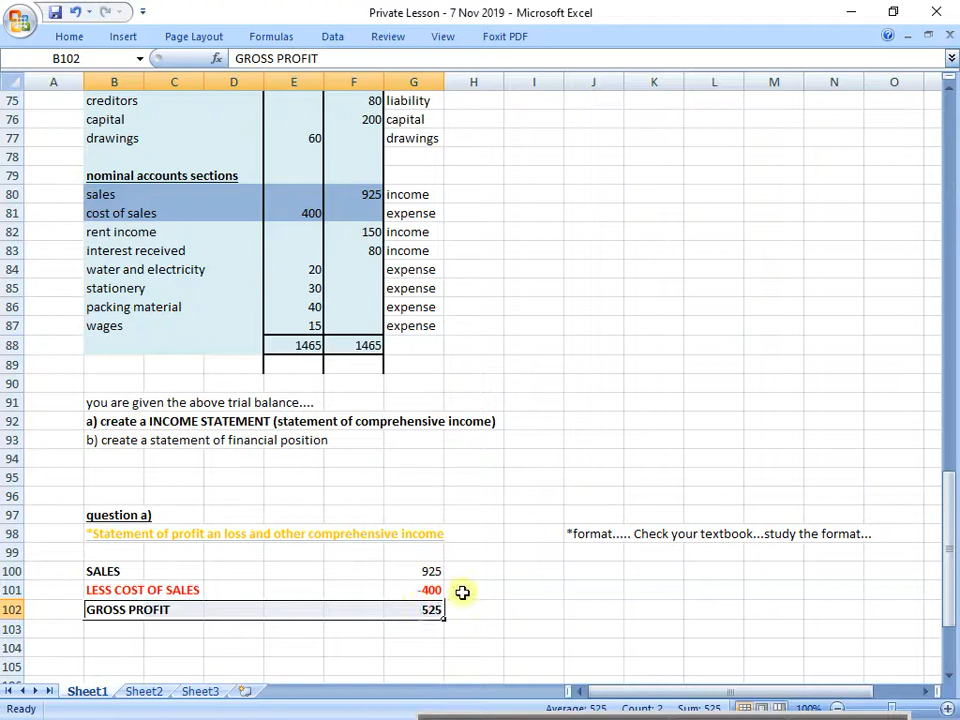 Private Lesson - 7 Nov 2019 - Microsoft Excel
Home Insert Page Layout Formulas Data Review View Foxit PDF
B102 fx GROSS PROFIT
A B C D E F G H I J K L M N O
75 creditors 80 liability
76 capital 200 capital
77 drawings 60 drawings
78
79 nominal accounts sections
80 sales 925 income
81 cost of sales 400 expense
82 rent income 150 income
83 interest received 80 income
84 water and electricity 20 expense
85 stationery 30 expense
86 packing material 40 expense
87 wages 15 expense
88 1465 1465
89
90
91 you are given the above trial balance....
92 a) create a INCOME STATEMENT (statement of comprehensive income)
93 b) create a statement of financial position
94
95
96
97 question a)
98 *Statement of profit an loss and other comprehensive income *format..... Check your textbook...study the format...
99
100 SALES 925
101 LESS COST OF SALES -400
102 GROSS PROFIT 525
103
104
105
Sheet1 Sheet2 Sheet3
Ready Average: 525 Count: 2 Sum: 525 100%